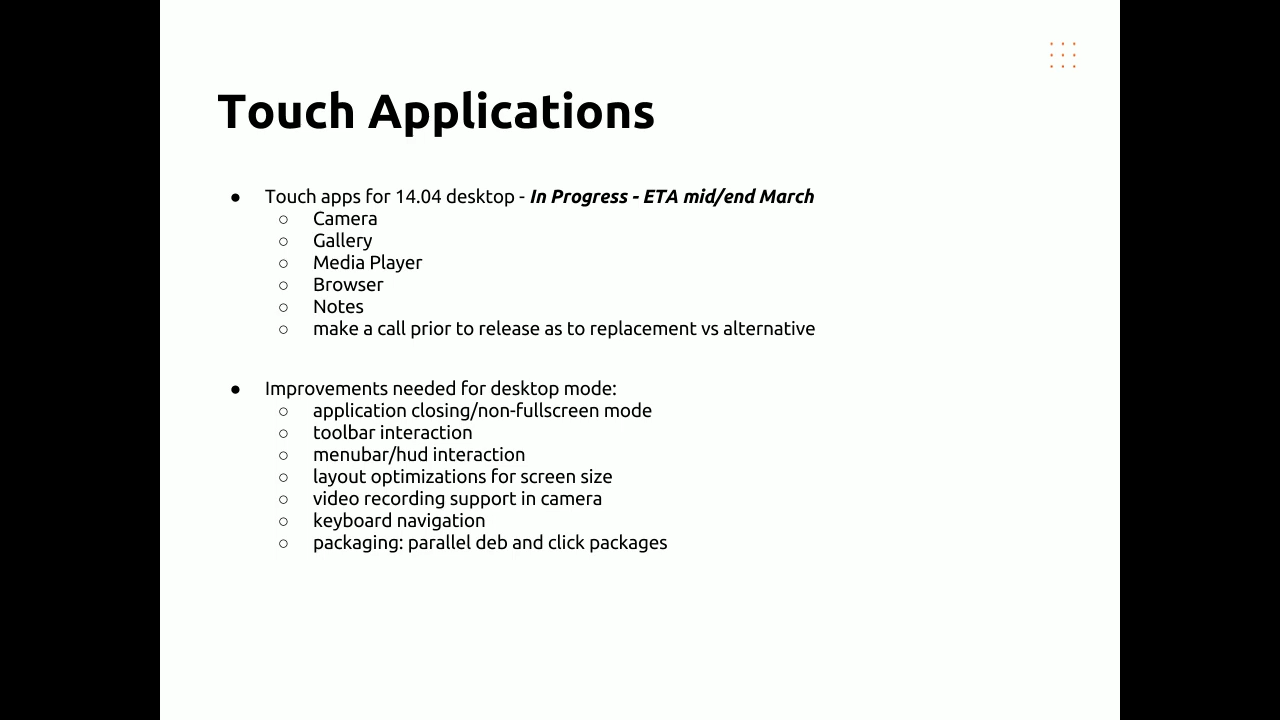 Touch Applications
● Touch apps for 14.04 desktop - In Progress - ETA mid/end March
○ Camera
○ Gallery
○ Media Player
○ Browser
○ Notes
○ make a call prior to release as to replacement vs alternative
● Improvements needed for desktop mode:
○ application closing/non-fullscreen mode
○ toolbar interaction
○ menubar/hud interaction
○ layout optimizations for screen size
○ video recording support in camera
○ keyboard navigation
○ packaging: parallel deb and click packages